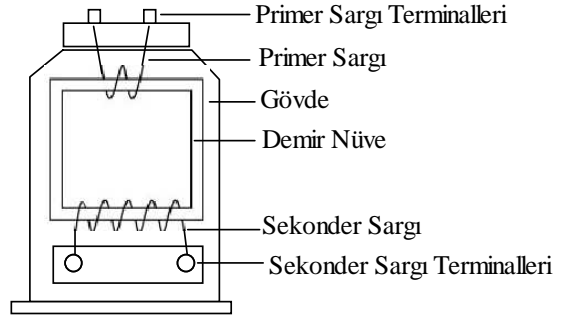 Primer Sargı Terminalleri
Primer Sargı
Gövde
Demir Nüve
Sekonder Sargı
Sekonder Sargı Terminalleri